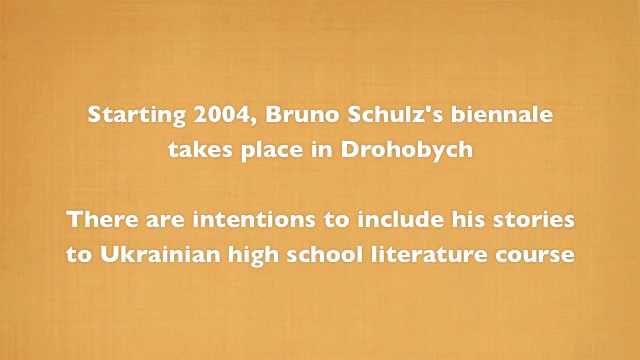 Starting 2004, Bruno Schulz's biennale
takes place in Drohobych
There are intentions to include his stories
to Ukrainian high school literature course